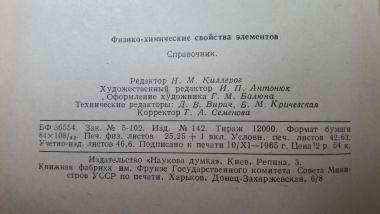 Физико-химические свойства элементов
Справочник.
Редактор Н. М. Киллерог
Художественный редактор И. П. Антонюк
Оформление художника Г. М. Балюна
Технические редакторы: Д. В. Вирич, Б. М. Кричевская
Корректор Т. А. Семенова
БФ 36554. Зак. № 5-102. Изд. № 142. Тираж 12000. Формат бумаги
84×108/₃₂. Печ. физ. листов 25,25 + 1 вкл. Условн. печ. листов 42,63.
Учетно-изд. листов 46,6. Подписано к печати 10/XI—1965 г. Цена 2 р. 54 к.
Издательство «Наукова думка», Киев, Репина, 3.
Книжная фабрика им. Фрунзе Государственного комитета Совета Минист-
ров УССР по печати, Харьков, Донец-Захаржевская, 6/8